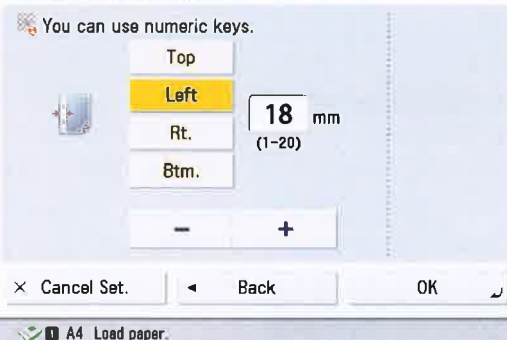 You can use numeric keys.
Top
Left
18 mm
Rt.
(1-20)
Btm.
− +
× Cancel Set. ◄ Back OK
1 A4 Load paper.